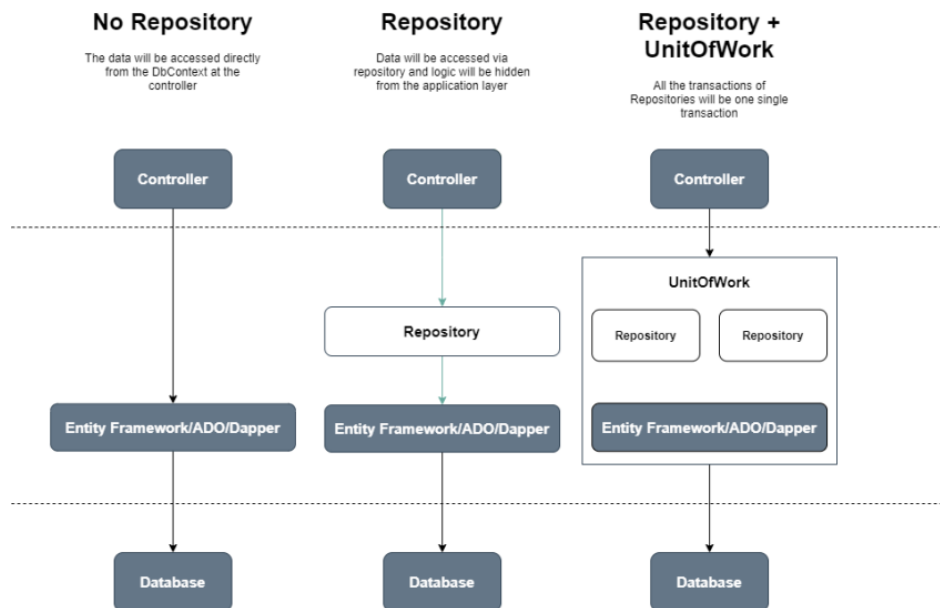 No Repository
The data will be accessed directly
from the DbContext at the
controller
Repository
Data will be accessed via
repository and logic will be hidden
from the application layer
Repository +
UnitOfWork
All the transactions of
Repositories will be one single
transaction
Controller
Controller
Controller
UnitOfWork
Repository
Repository
Repository
Entity Framework/ADO/Dapper
Entity Framework/ADO/Dapper
Entity Framework/ADO/Dapper
Database
Database
Database